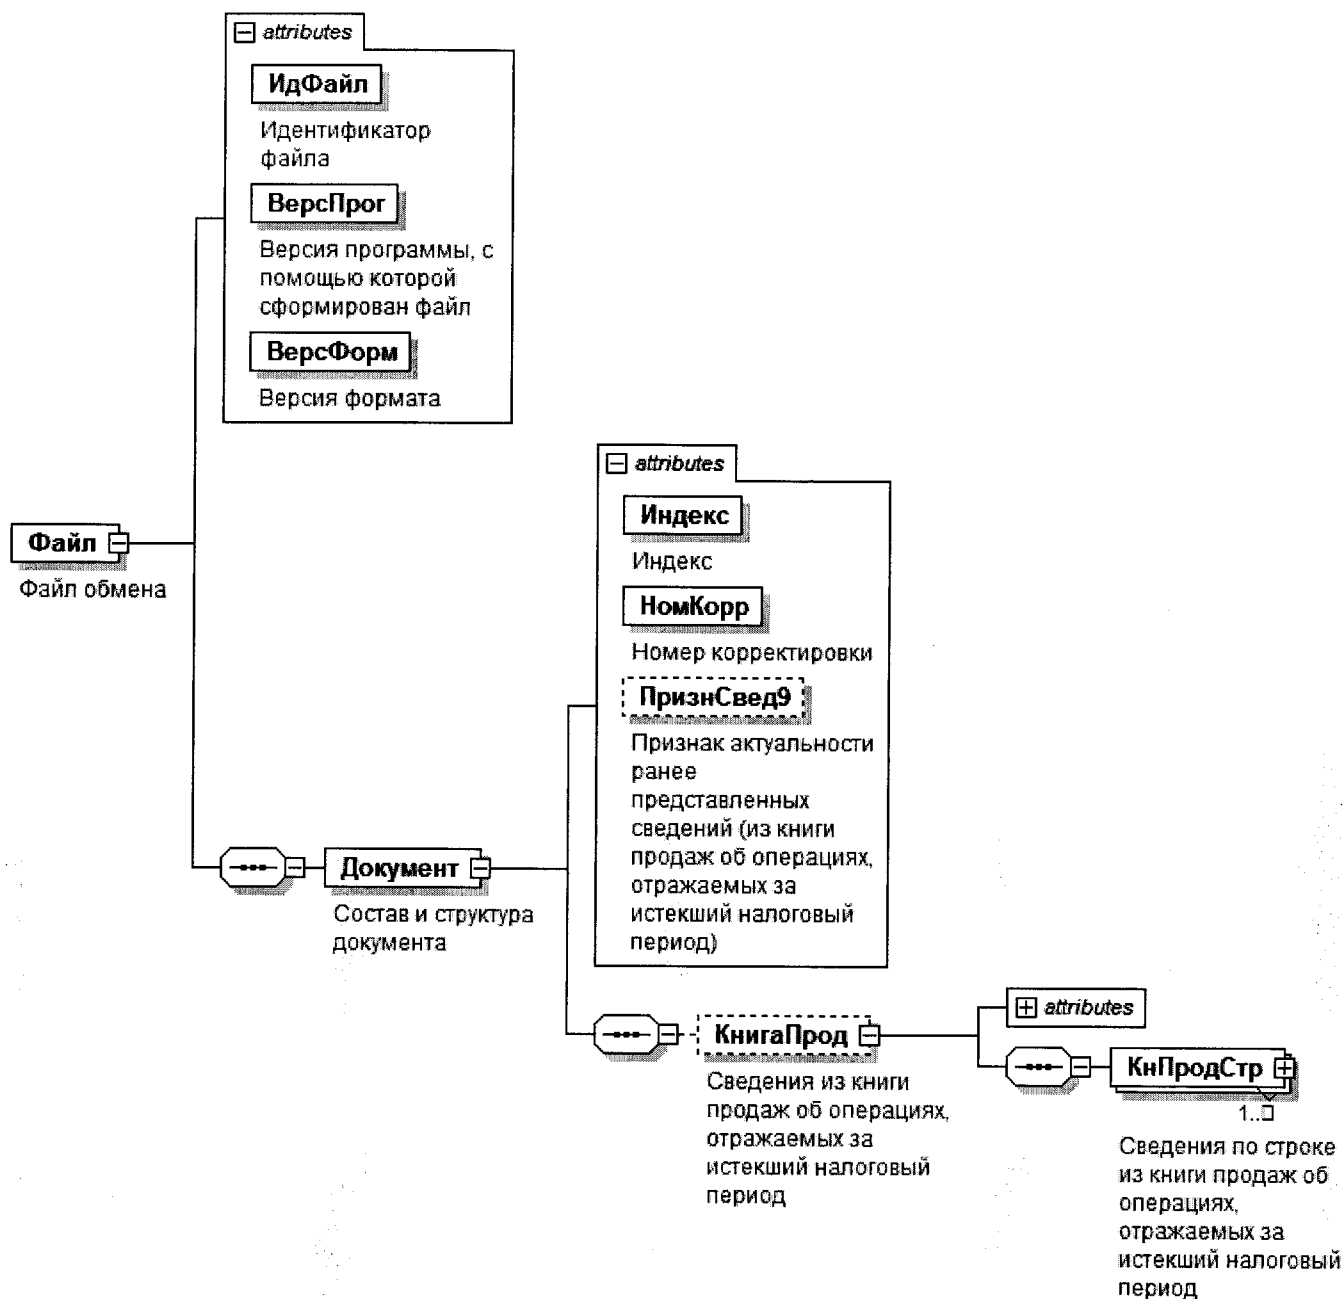 attributes
ИдФайл
Идентификатор
файла
ВерсПрог
Версия программы, с
помощью которой
сформирован файл
ВерсФорм
Версия формата
Файл
Файл обмена
attributes
Индекс
Индекс
НомКорр
Номер корректировки
ПризнСвед9
Признак актуальности
ранее
представленных
сведений (из книги
продаж об операциях,
отражаемых за
истекший налоговый
период)
Документ
Состав и структура
документа
КнигаПрод
Сведения из книги
продаж об операциях,
отражаемых за
истекший налоговый
период
attributes
КнПродСтр
1..
Сведения по строке
из книги продаж об
операциях,
отражаемых за
истекший налоговый
период